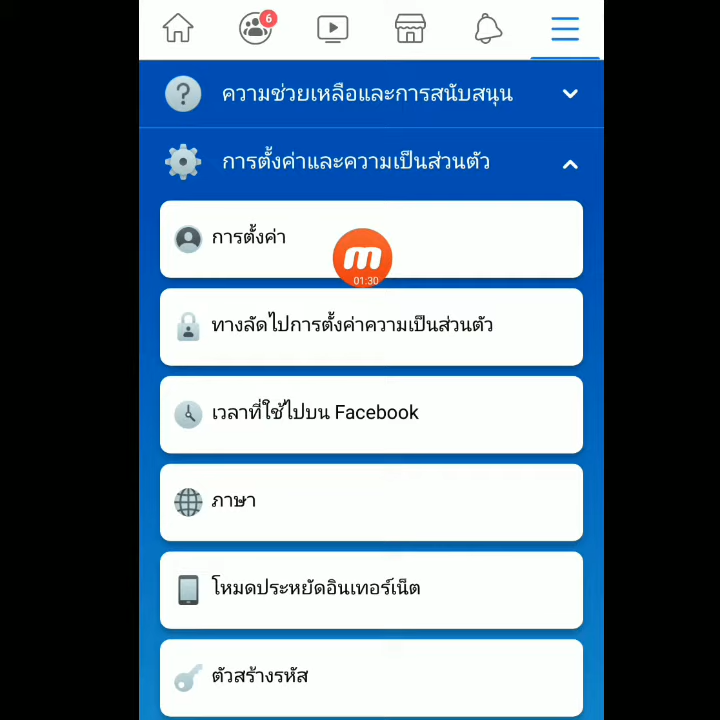 6
ความช่วยเหลือและการสนับสนุน
การตั้งค่าและความเป็นส่วนตัว
การตั้งค่า
m
01:30
ทางลัดไปการตั้งค่าความเป็นส่วนตัว
เวลาที่ใช้ไปบน Facebook
ภาษา
โหมดประหยัดอินเทอร์เน็ต
ตัวสร้างรหัส